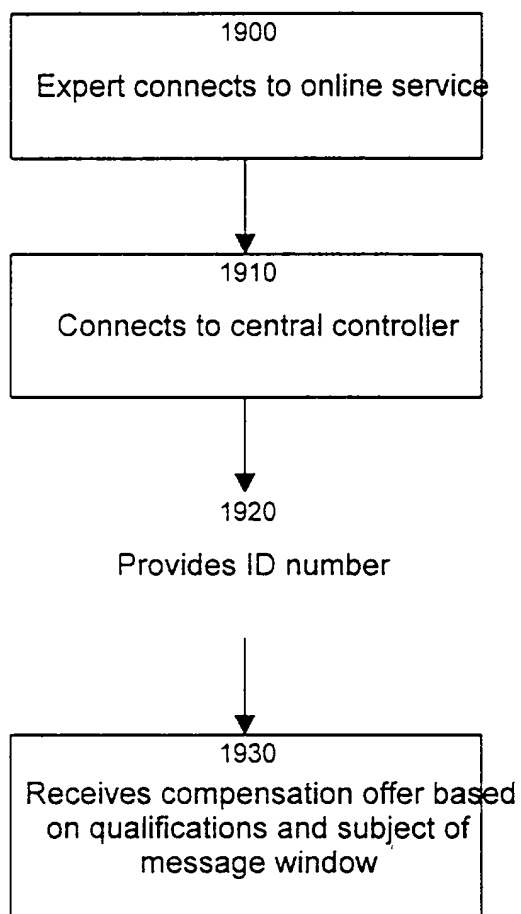 1900
Expert connects to online service
1910
Connects to central controller
1920
Provides ID number
1930
Receives compensation offer based
on qualifications and subject of
message window